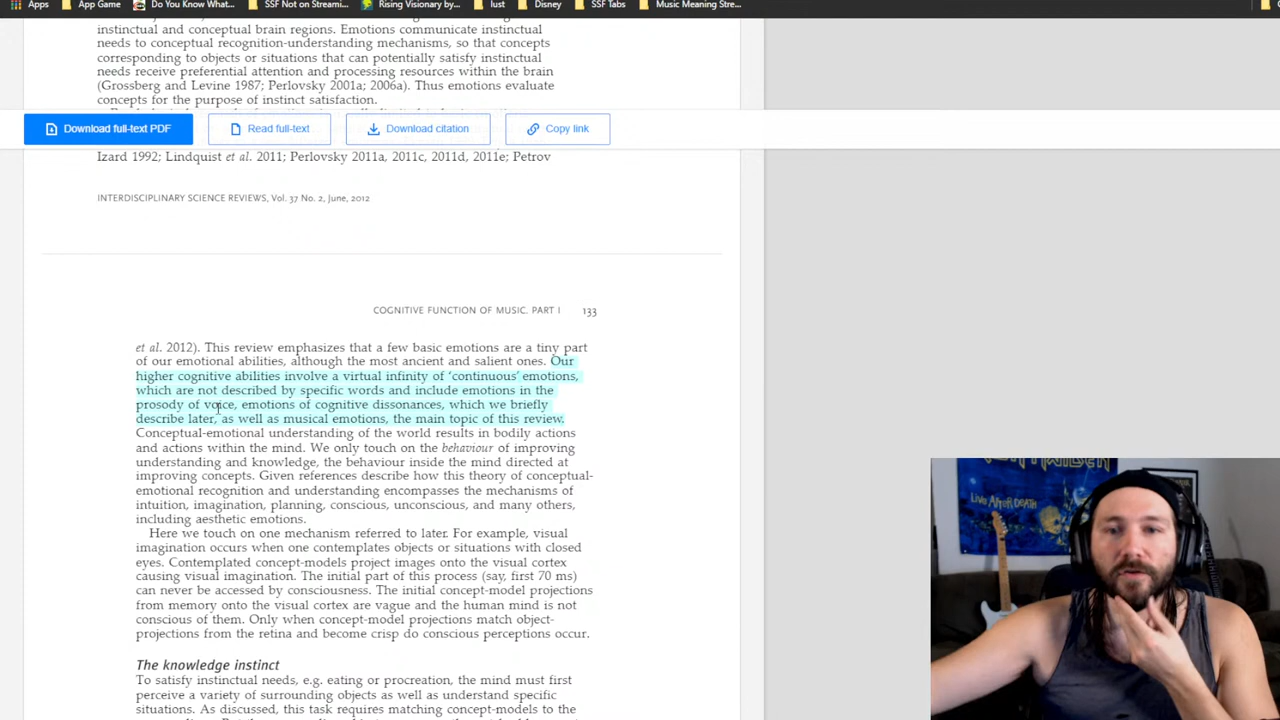 Apps App Game Do You Know What... SSF Not on Streami... Rising Visionary by... lust Disney SSF Tabs Music Meaning Stre...
instinctual and conceptual brain regions. Emotions communicate instinctual
needs to conceptual recognition-understanding mechanisms, so that concepts
corresponding to objects or situations that can potentially satisfy instinctual
needs receive preferential attention and processing resources within the brain
(Grossberg and Levine 1987; Perlovsky 2001a; 2006a). Thus emotions evaluate
concepts for the purpose of instinct satisfaction.
Download full-text PDF Read full-text Download citation Copy link
Izard 1992; Lindquist et al. 2011; Perlovsky 2011a, 2011c, 2011d, 2011e; Petrov
INTERDISCIPLINARY SCIENCE REVIEWS, Vol. 37 No. 2, June, 2012
COGNITIVE FUNCTION OF MUSIC. PART I 133
et al. 2012). This review emphasizes that a few basic emotions are a tiny part
of our emotional abilities, although the most ancient and salient ones. Our
higher cognitive abilities involve a virtual infinity of ‘continuous’ emotions,
which are not described by specific words and include emotions in the
prosody of voice, emotions of cognitive dissonances, which we briefly
describe later, as well as musical emotions, the main topic of this review.
Conceptual-emotional understanding of the world results in bodily actions
and actions within the mind. We only touch on the behaviour of improving
understanding and knowledge, the behaviour inside the mind directed at
improving concepts. Given references describe how this theory of conceptual-
emotional recognition and understanding encompasses the mechanisms of
intuition, imagination, planning, conscious, unconscious, and many others,
including aesthetic emotions.
Here we touch on one mechanism referred to later. For example, visual
imagination occurs when one contemplates objects or situations with closed
eyes. Contemplated concept-models project images onto the visual cortex
causing visual imagination. The initial part of this process (say, first 70 ms)
can never be accessed by consciousness. The initial concept-model projections
from memory onto the visual cortex are vague and the human mind is not
conscious of them. Only when concept-model projections match object-
projections from the retina and become crisp do conscious perceptions occur.
The knowledge instinct
To satisfy instinctual needs, e.g. eating or procreation, the mind must first
perceive a variety of surrounding objects as well as understand specific
situations. As discussed, this task requires matching concept-models to the
LIVE AFTER DEATH